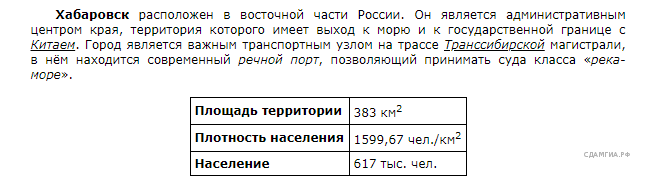 Хабаровск расположен в восточной части России. Он является административным
центром края, территория которого имеет выход к морю и к государственной границе с
Китаем. Город является важным транспортным узлом на трассе Транссибирской магистрали,
в нём находится современный речной порт, позволяющий принимать суда класса «река-
море».
Площадь территории 383 км²
Плотность населения 1599,67 чел./км²
Население 617 тыс. чел.
СДАМГИА.РФ